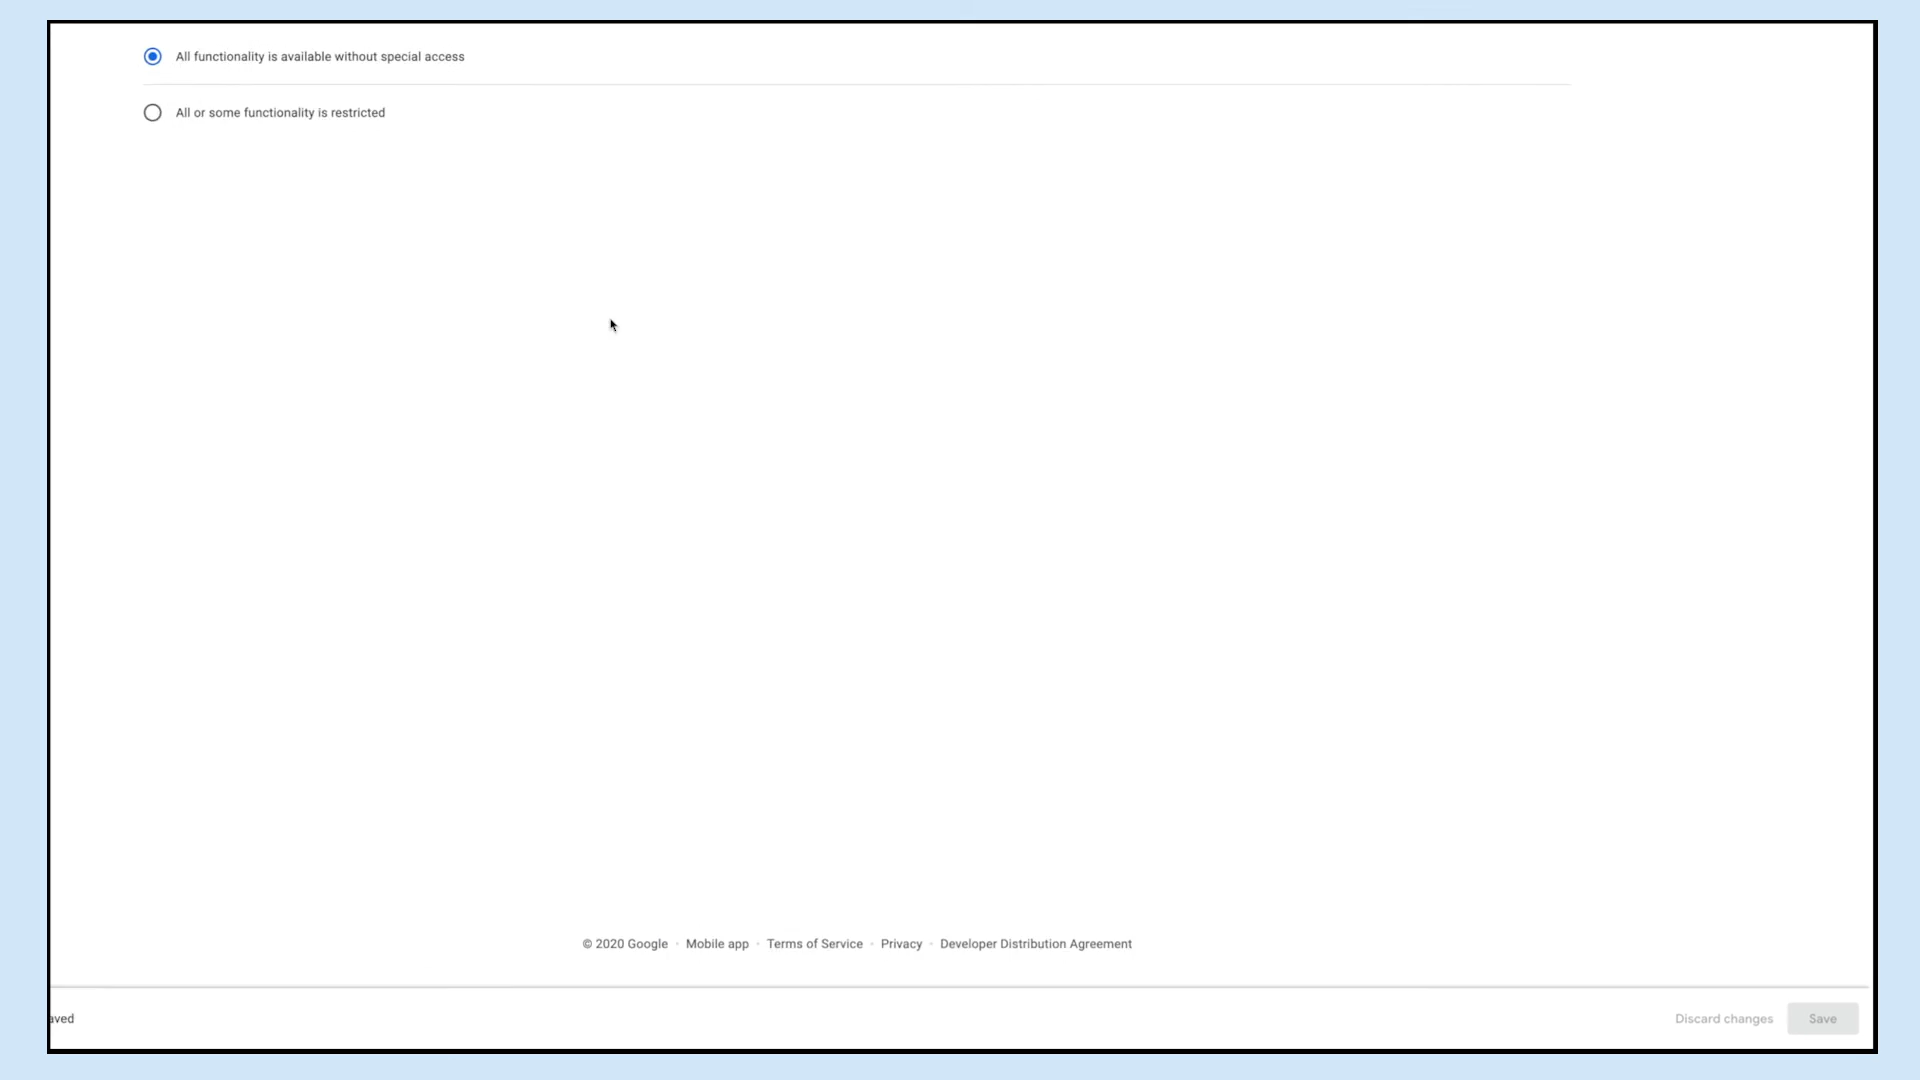 All functionality is available without special access
All or some functionality is restricted
© 2020 Google · Mobile app · Terms of Service · Privacy · Developer Distribution Agreement
aved
Discard changes
Save